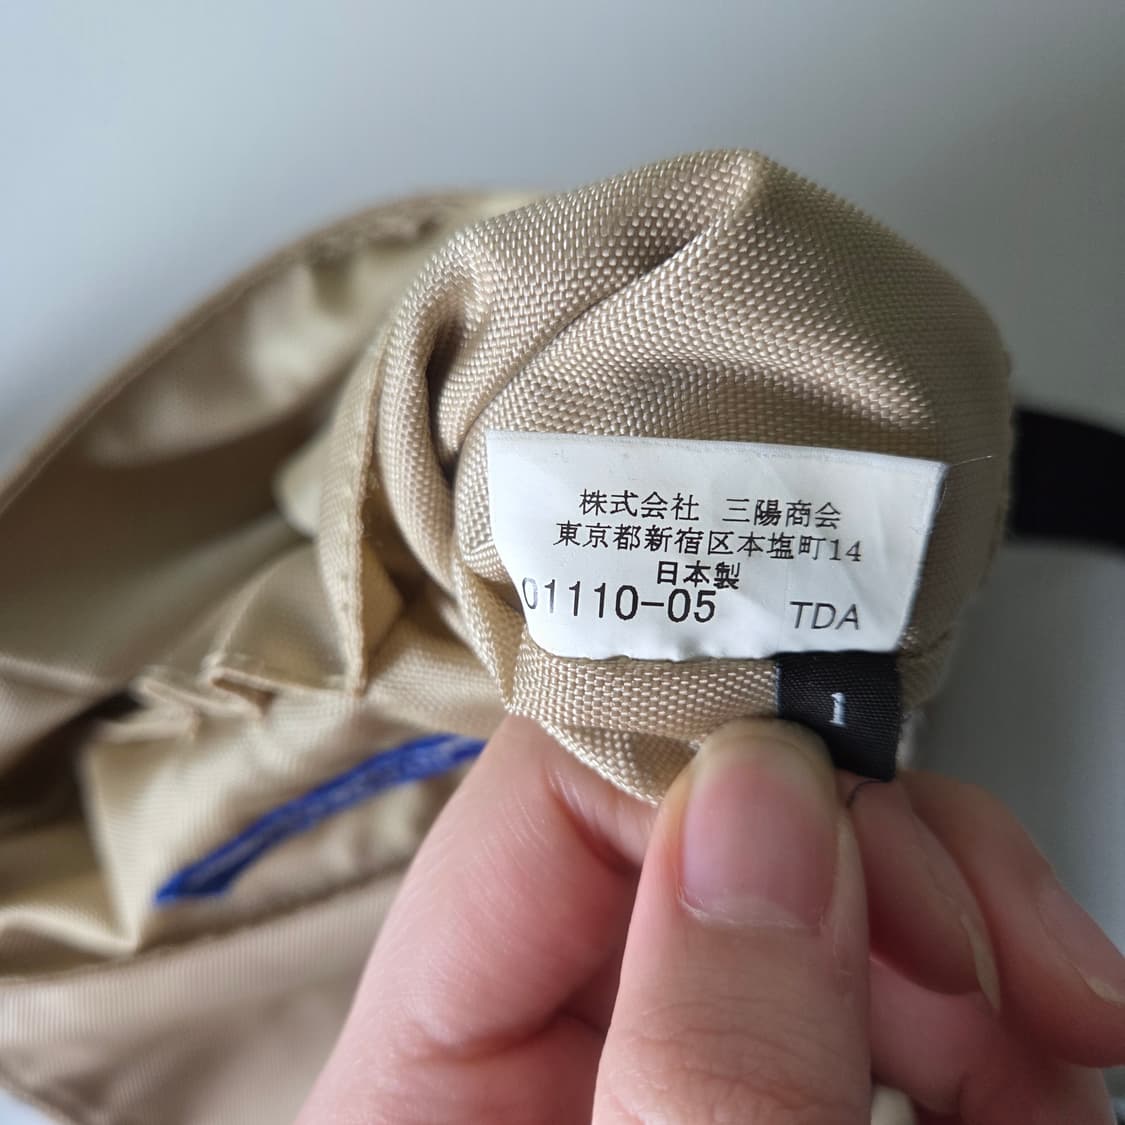 株式会社 三陽商会
東京都新宿区本塩町14
日本製
01110-05 TDA
1